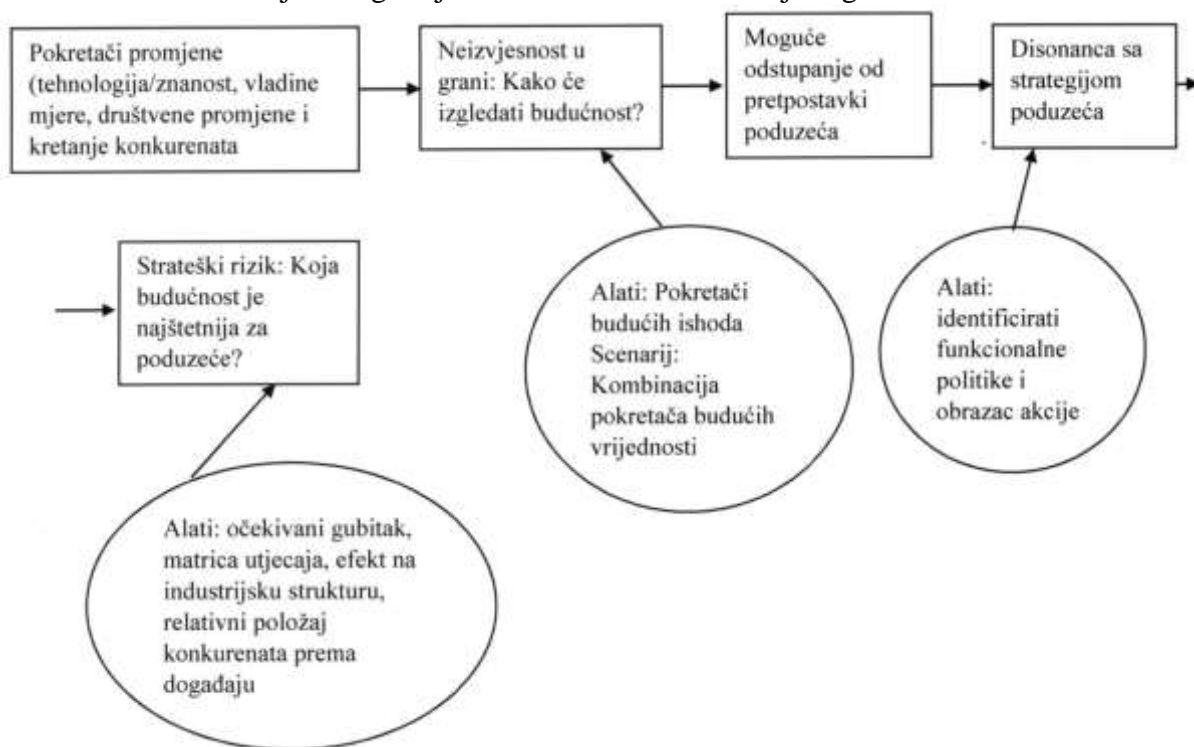 Pokretači promjene
(tehnologija/znanost, vladine
mjere, društvene promjene i
kretanje konkurenata
Neizvjesnost u
grani: Kako će
izgledati budućnost?
Moguće
odstupanje od
pretpostavki
poduzeća
Disonanca sa
strategijom
poduzeća
Strateški rizik: Koja
budućnost je
najštetnija za
poduzeće?
Alati: Pokretači
budućih ishoda
Scenarij:
Kombinacija
pokretača budućih
vrijednosti
Alati:
identificirati
funkcionalne
politike i
obrazac akcije
Alati: očekivani gubitak,
matrica utjecaja, efekt na
industrijsku strukturu,
relativni položaj
konkurenata prema
događaju